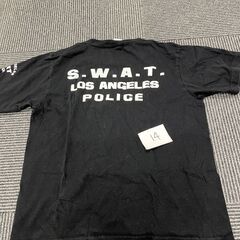 S.W.A.T.
LOS ANGELES
POLICE
14